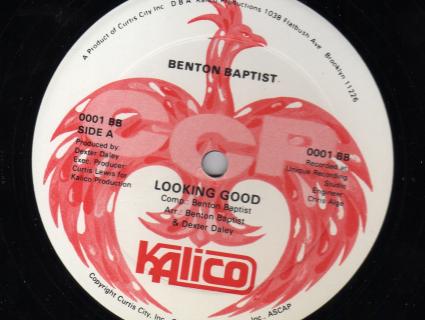 A Product of Curtis City Inc D B A Kalico Productions 1038 Flatbush Ave Brooklyn 11226
BENTON BAPTIST
CCP
0001 BB
SIDE A
Produced by:
Dexter Daley
Exec. Producer:
Curtis Lewis for
Kalico Production
0001 BB
Recorded at
Unique Recording
Studio
Engineer
Chris
LOOKING GOOD
Comp.: Benton Baptist
Arr.: Benton Baptist
& Dexter Daley
KALICO
Copyright Curtis City, Inc.
Inc. ASCAP